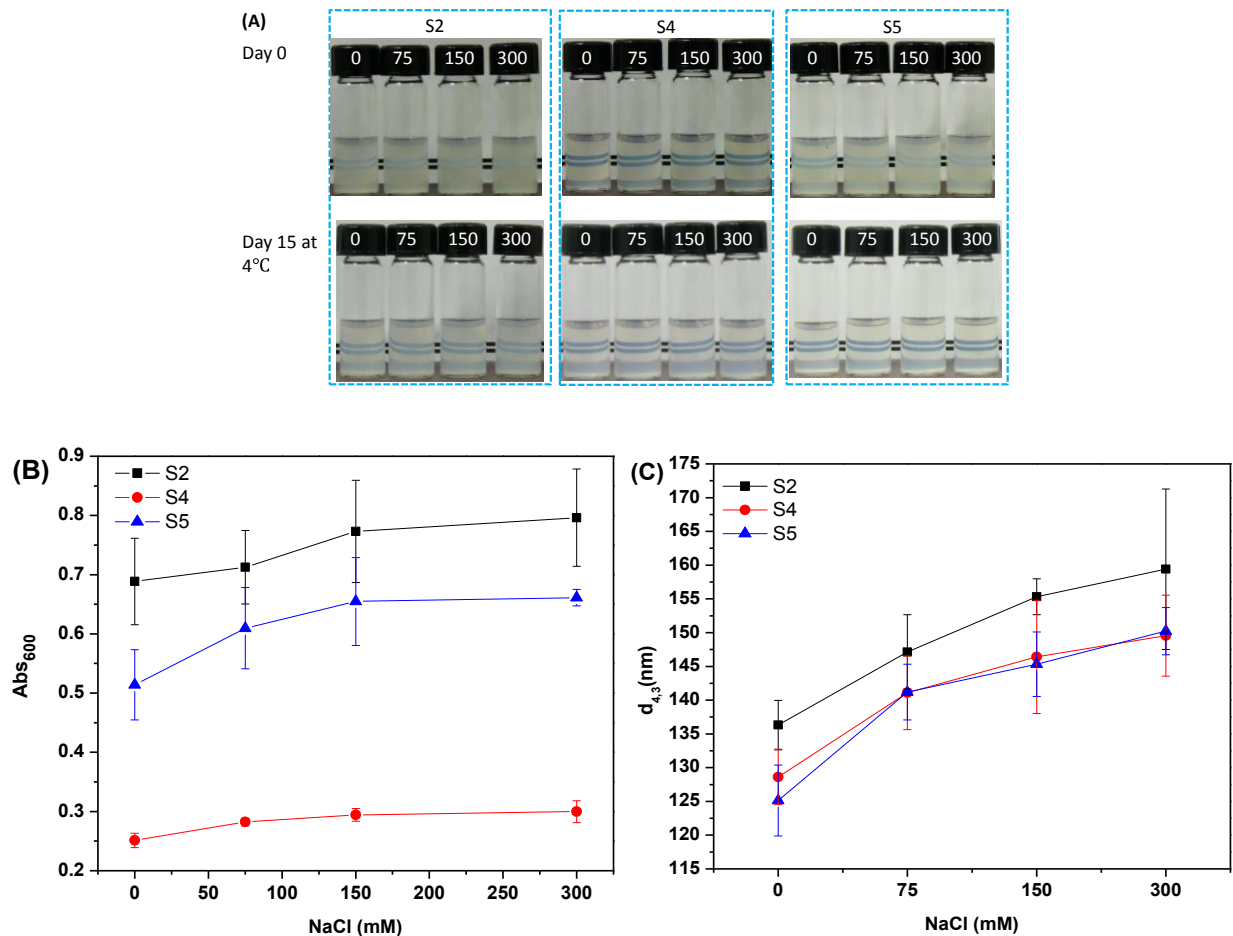 (A)
S2 S4 S5
Day 0
0 75 150 300 0 75 150 300 0 75 150 300
Day 15 at
4℃
0 75 150 300 0 75 150 300 0 75 150 300
(B)
S2
S4
S5
0.9
0.8
0.7
0.6
0.5
0.4
0.3
0.2
Abs600
0 50 100 150 200 250 300
NaCl (mM)
(C)
S2
S4
S5
175
170
165
160
155
150
145
140
135
130
125
120
115
d4,3(nm)
0 75 150 300
NaCl (mM)